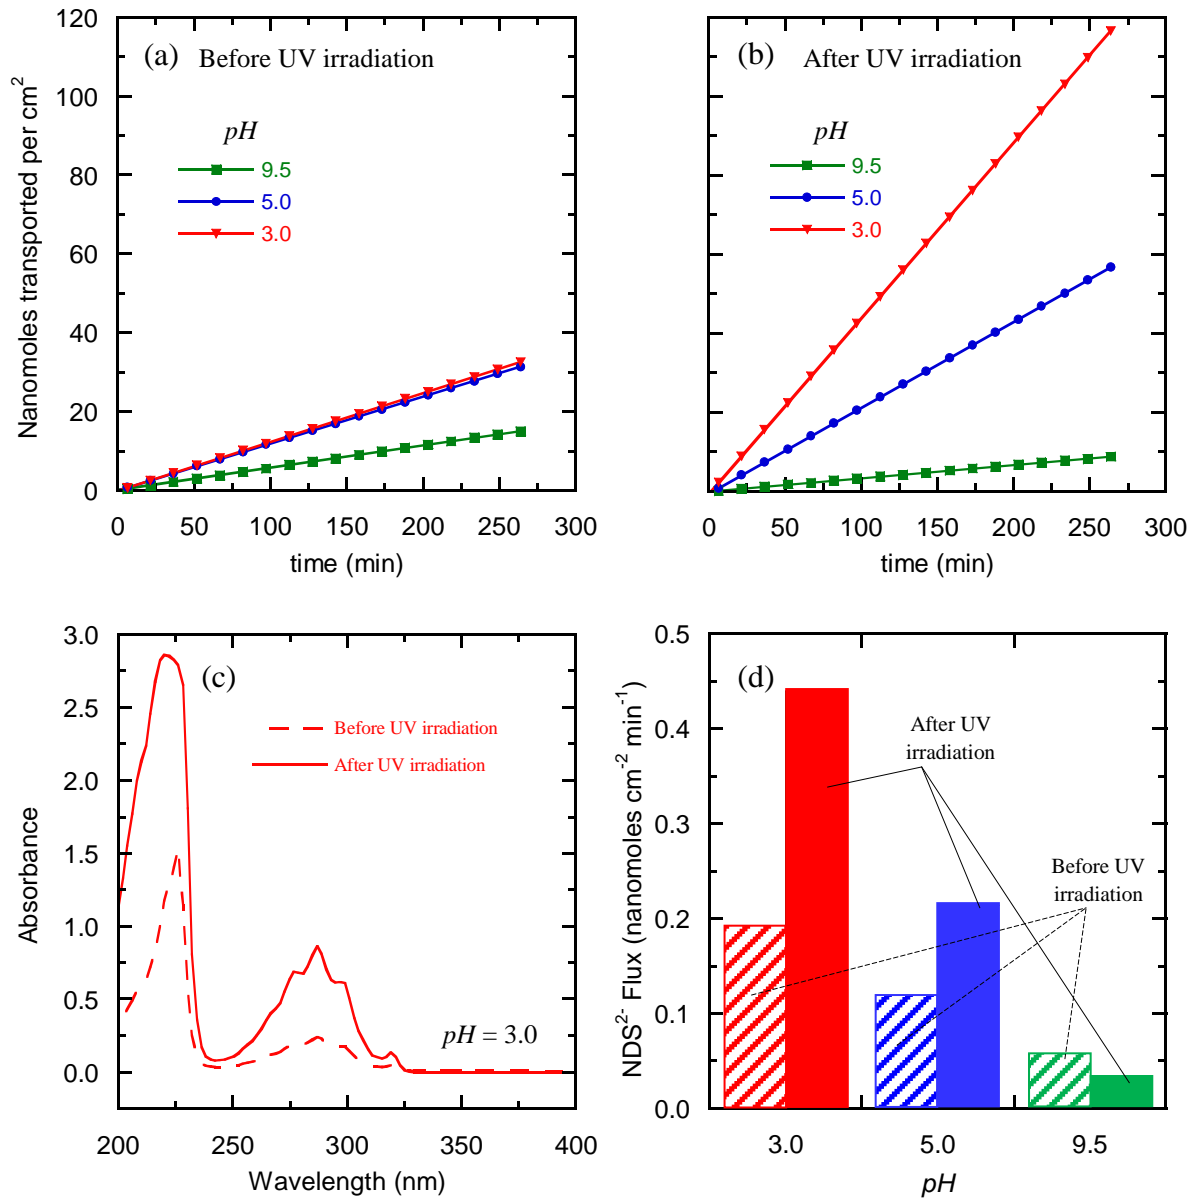 (a) Before UV irradiation
pH
9.5
5.0
3.0
Nanomoles transported per cm²
120
100
80
60
40
20
0
0 50 100 150 200 250 300
time (min)
(b) After UV irradiation
pH
9.5
5.0
3.0
0 50 100 150 200 250 300
time (min)
(c)
Before UV irradiation
After UV irradiation
pH = 3.0
Absorbance
3.0
2.5
2.0
1.5
1.0
0.5
0.0
200 250 300 350 400
Wavelength (nm)
(d)
After UV
irradiation
Before UV
irradiation
NDS²⁻ Flux (nanomoles cm⁻² min⁻¹)
0.5
0.4
0.3
0.2
0.1
0.0
3.0 5.0 9.5
pH